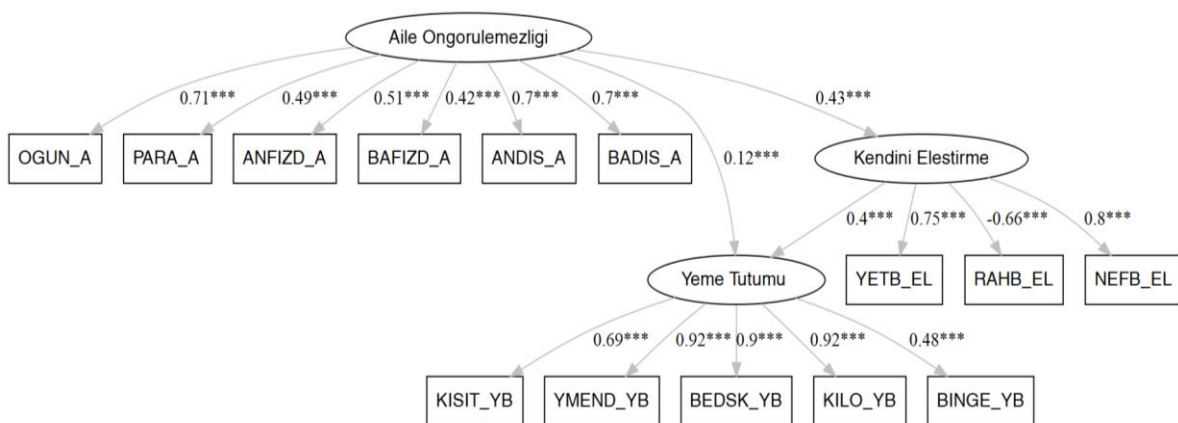 Aile Ongorulemezligi
0.71*** 0.49*** 0.51*** 0.42*** 0.7*** 0.7*** 0.43***
OGUN_A PARA_A ANFIZD_A BAFIZD_A ANDIS_A BADIS_A
Kendini Elestirme
0.12***
0.4*** 0.75*** -0.66*** 0.8***
Yeme Tutumu
YETB_EL RAHB_EL NEFB_EL
0.69*** 0.92*** 0.9*** 0.92*** 0.48***
KISIT_YB YMEND_YB BEDSK_YB KILO_YB BINGE_YB